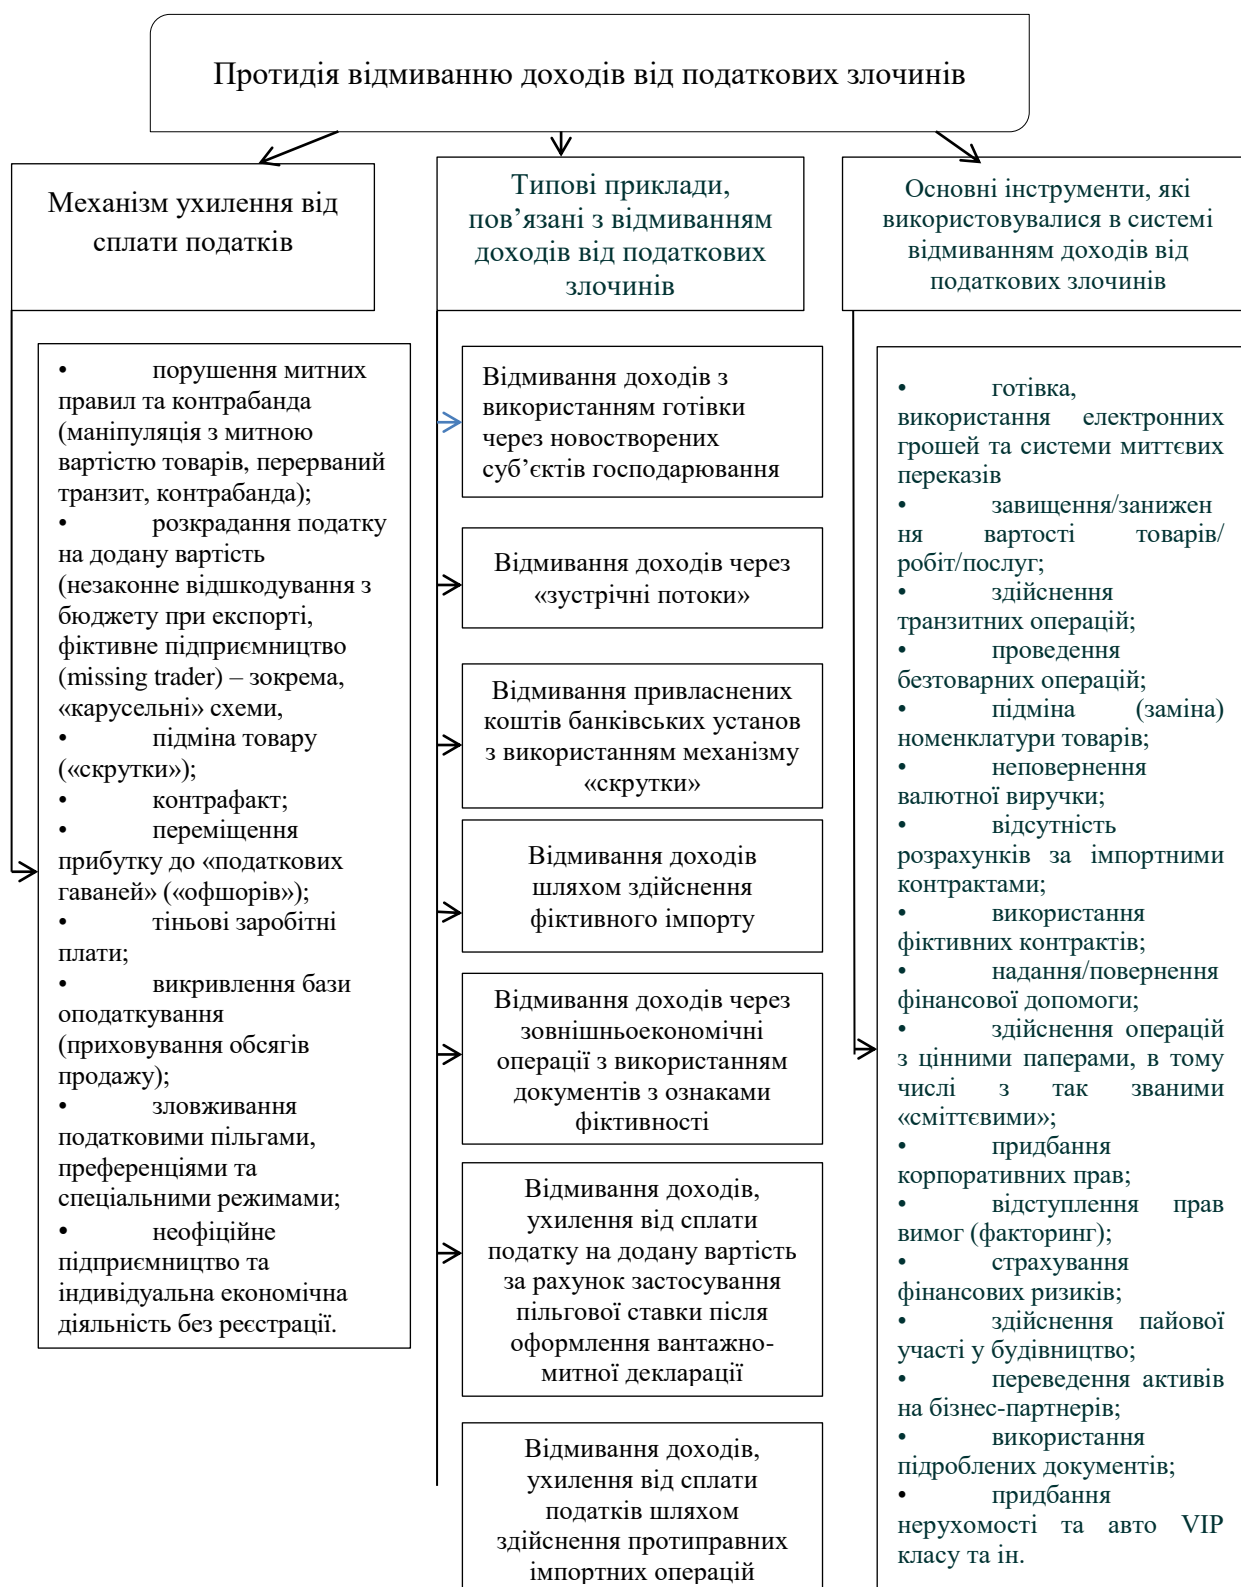 Протидія відмиванню доходів від податкових злочинів
Механізм ухилення від
сплати податків
• порушення митних
правил та контрабанда
(маніпуляція з митною
вартістю товарів, перерваний
транзит, контрабанда);
• розкрадання податку
на додану вартість
(незаконне відшкодування з
бюджету при експорті,
фіктивне підприємництво
(missing trader) – зокрема,
«карусельні» схеми,
• підміна товару
(«скрутки»);
• контрафакт;
• переміщення
прибутку до «податкових
гаваней» («офшорів»);
• тіньові заробітні
плати;
• викривлення бази
оподаткування
(приховування обсягів
продажу);
• зловживання
податковими пільгами,
преференціями та
спеціальними режимами;
• неофіційне
підприємництво та
індивідуальна економічна
діяльність без реєстрації.
Типові приклади,
пов’язані з відмиванням
доходів від податкових
злочинів
Відмивання доходів з
використанням готівки
через новостворених
суб’єктів господарювання
Відмивання доходів через
«зустрічні потоки»
Відмивання привласнених
коштів банківських установ
з використанням механізму
«скрутки»
Відмивання доходів
шляхом здійснення
фіктивного імпорту
Відмивання доходів через
зовнішньоекономічні
операції з використанням
документів з ознаками
фіктивності
Відмивання доходів,
ухилення від сплати
податку на додану вартість
за рахунок застосування
пільгової ставки після
оформлення вантажно-
митної декларації
Відмивання доходів,
ухилення від сплати
податків шляхом
здійснення протиправних
імпортних операцій
Основні інструменти, які
використовувалися в системі
відмиванням доходів від
податкових злочинів
• готівка,
використання електронних
грошей та системи миттєвих
переказів
• завищення/занижен
ня вартості товарів/
робіт/послуг;
• здійснення
транзитних операцій;
• проведення
безтоварних операцій;
• підміна (заміна)
номенклатури товарів;
• неповернення
валютної виручки;
• відсутність
розрахунків за імпортними
контрактами;
• використання
фіктивних контрактів;
• надання/повернення
фінансової допомоги;
• здійснення операцій
з цінними паперами, в тому
числі з так званими
«сміттєвими»;
• придбання
корпоративних прав;
• відступлення прав
вимог (факторинг);
• страхування
фінансових ризиків;
• здійснення пайової
участі у будівництво;
• переведення активів
на бізнес-партнерів;
• використання
підроблених документів;
• придбання
нерухомості та авто VIP
класу та ін.